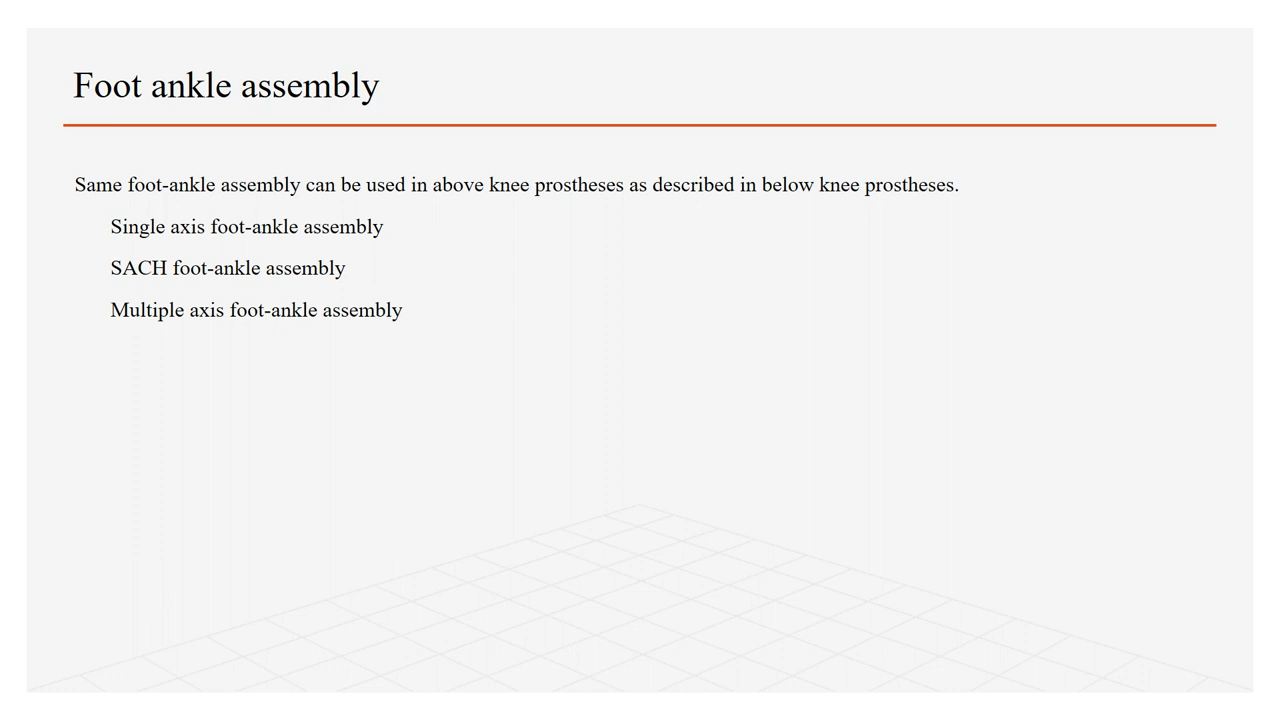 Foot ankle assembly
Same foot-ankle assembly can be used in above knee prostheses as described in below knee prostheses.
Single axis foot-ankle assembly
SACH foot-ankle assembly
Multiple axis foot-ankle assembly